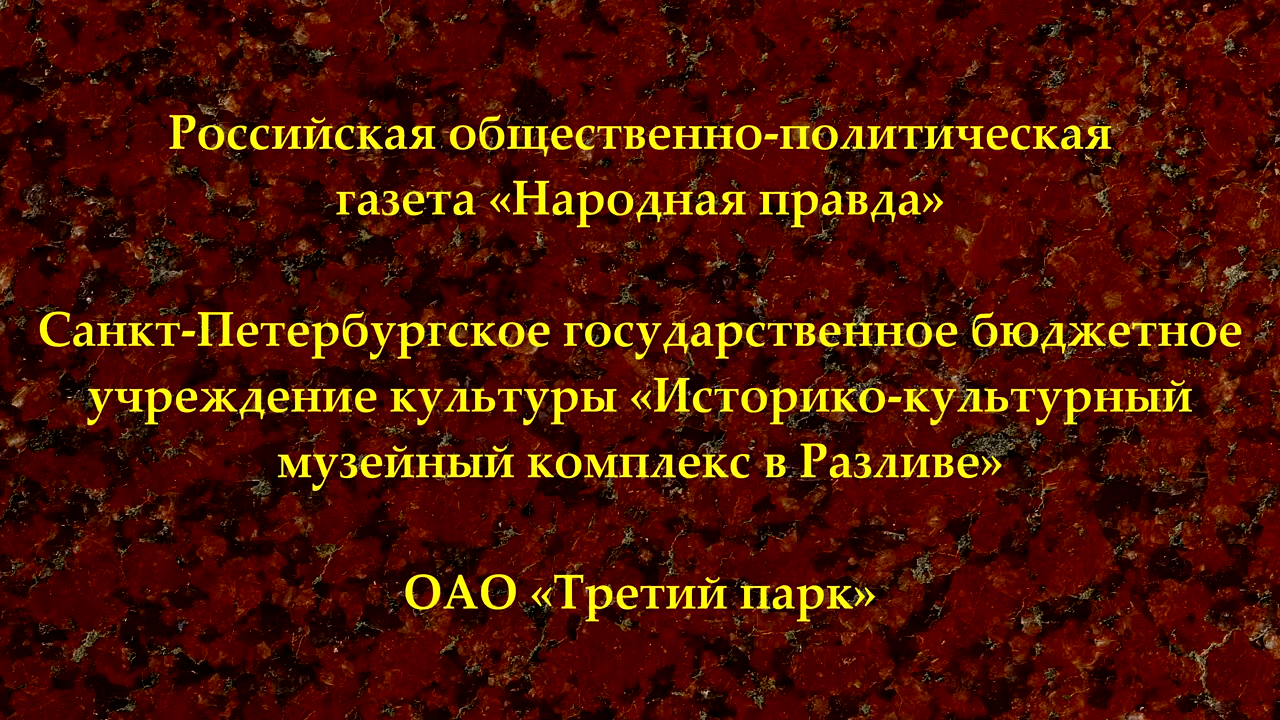 Российская общественно-политическая
газета «Народная правда»
Санкт-Петербургское государственное бюджетное
учреждение культуры «Историко-культурный
музейный комплекс в Разливе»
ОАО «Третий парк»